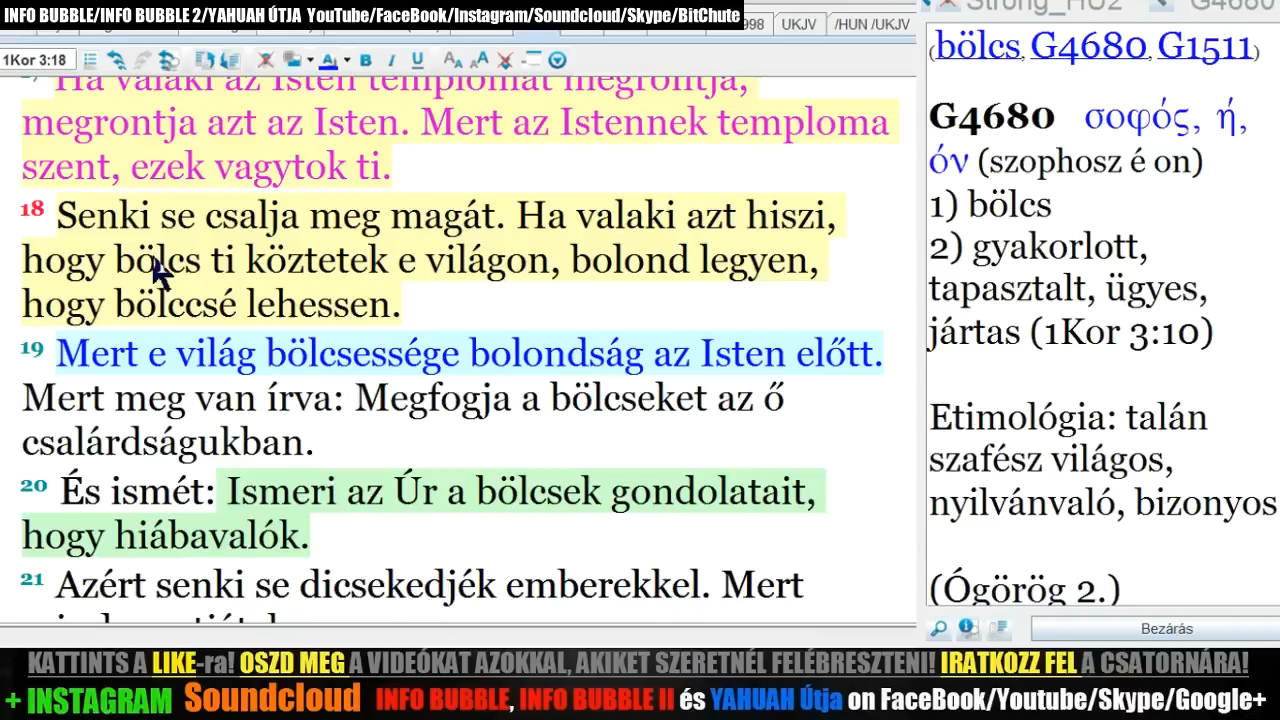 INFO BUBBLE/INFO BUBBLE 2/YAHUAH ÚTJA YouTube/FaceBook/Instagram/Soundcloud/Skype/BitChute
998 UKJV /HUN /UKJV
Strong_HU2 G4680
1Kor 3:18
B I U
Ha valaki az Isten templomát megrontja,
megrontja azt az Isten. Mert az Istennek temploma
szent, ezek vagytok ti.
18 Senki se csalja meg magát. Ha valaki azt hiszi,
hogy bölcs ti köztetek e világon, bolond legyen,
hogy bölccsé lehessen.
19 Mert e világ bölcsessége bolondság az Isten előtt.
Mert meg van írva: Megfogja a bölcseket az ő
csalárdságukban.
20 És ismét: Ismeri az Úr a bölcsek gondolatait,
hogy hiábavalók.
21 Azért senki se dicsekedjék emberekkel. Mert
(bölcs, G4680, G1511)
G4680 σοφός, ή,
όν (szophosz é on)
1) bölcs
2) gyakorlott,
tapasztalt, ügyes,
jártas (1Kor 3:10)
Etimológia: talán
szafész világos,
nyilvánvaló, bizonyos
(Ógörög 2.)
Bezárás
KATTINTS A LIKE-ra! OSZD MEG A VIDEÓKAT AZOKKAL, AKIKET SZERETNÉL FELÉBRESZTENI! IRATKOZZ FEL A CSATORNÁRA!
+ INSTAGRAM Soundcloud INFO BUBBLE, INFO BUBBLE II és YAHUAH Útja on FaceBook/Youtube/Skype/Google+